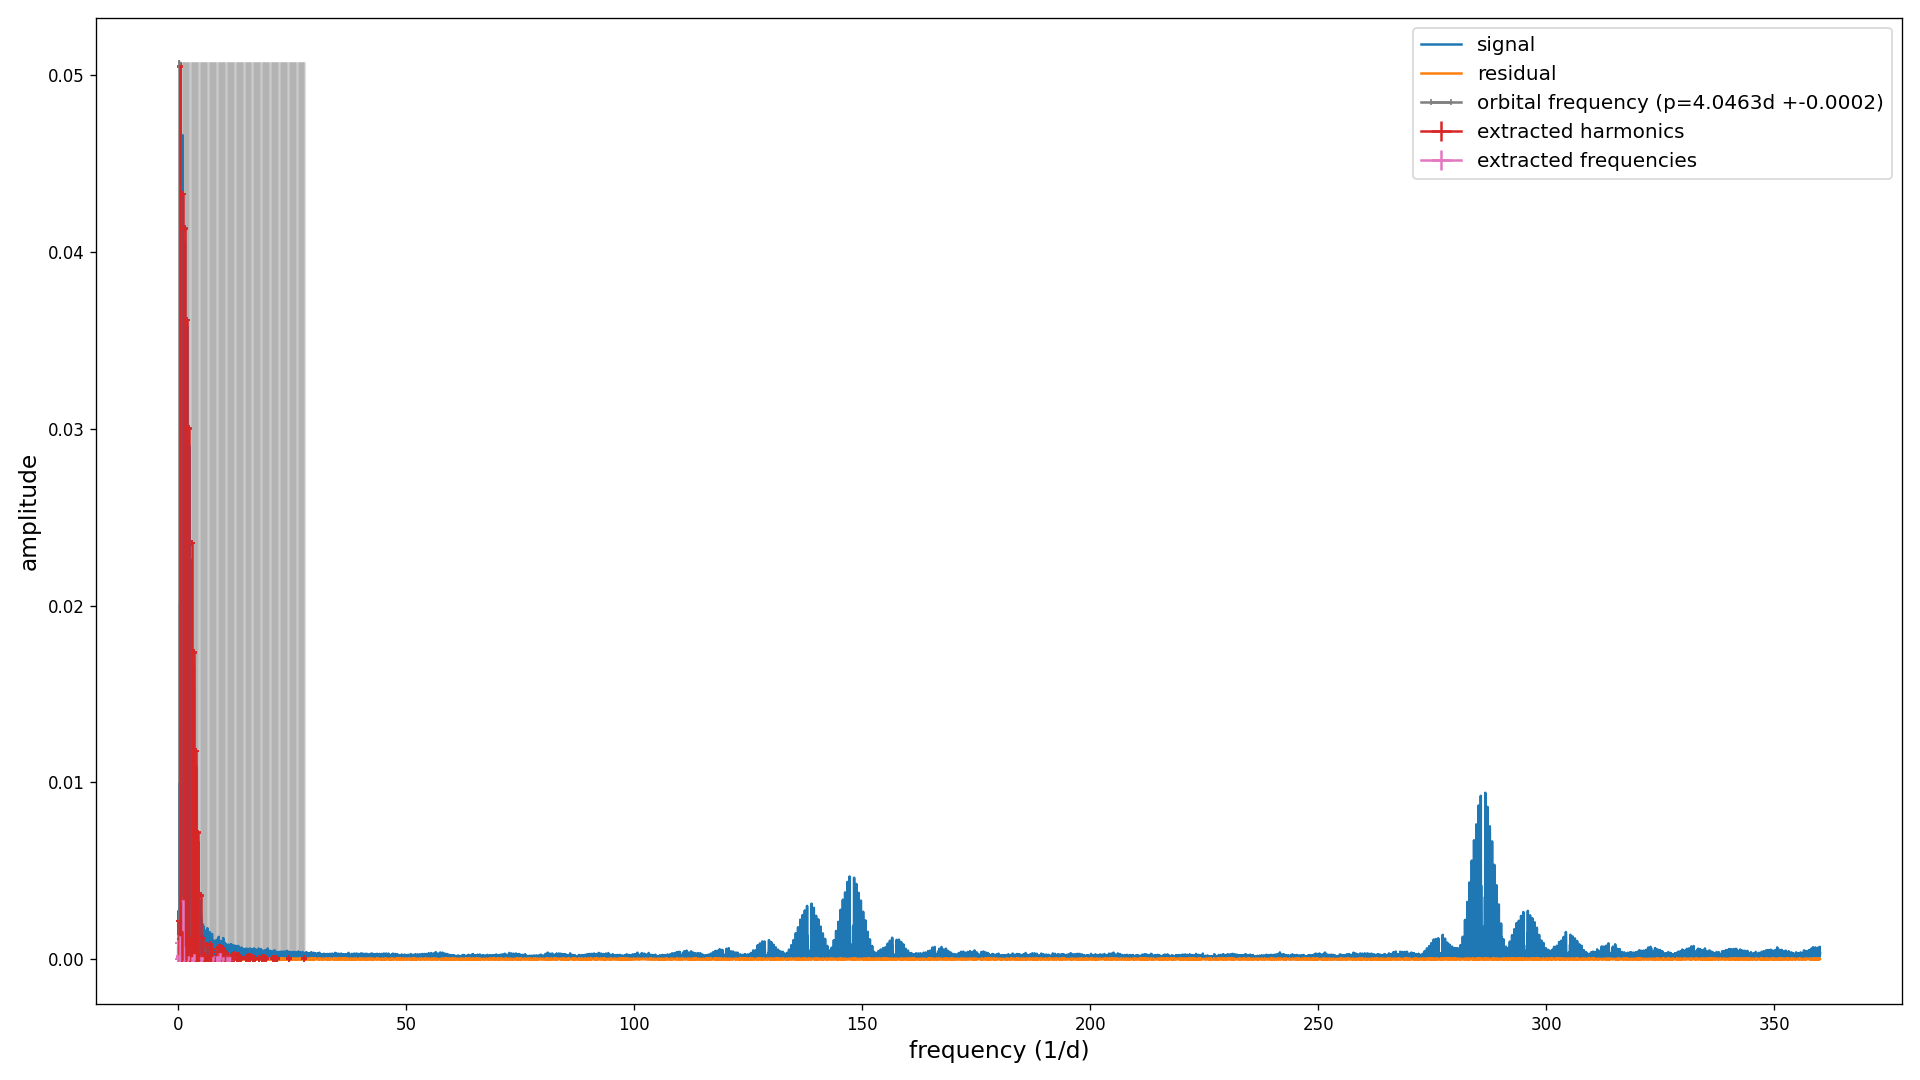 signal
residual
orbital frequency (p=4.0463d +-0.0002)
extracted harmonics
extracted frequencies
0.05
0.04
0.03
0.02
0.01
0.00
amplitude
0 50 100 150 200 250 300 350
frequency (1/d)